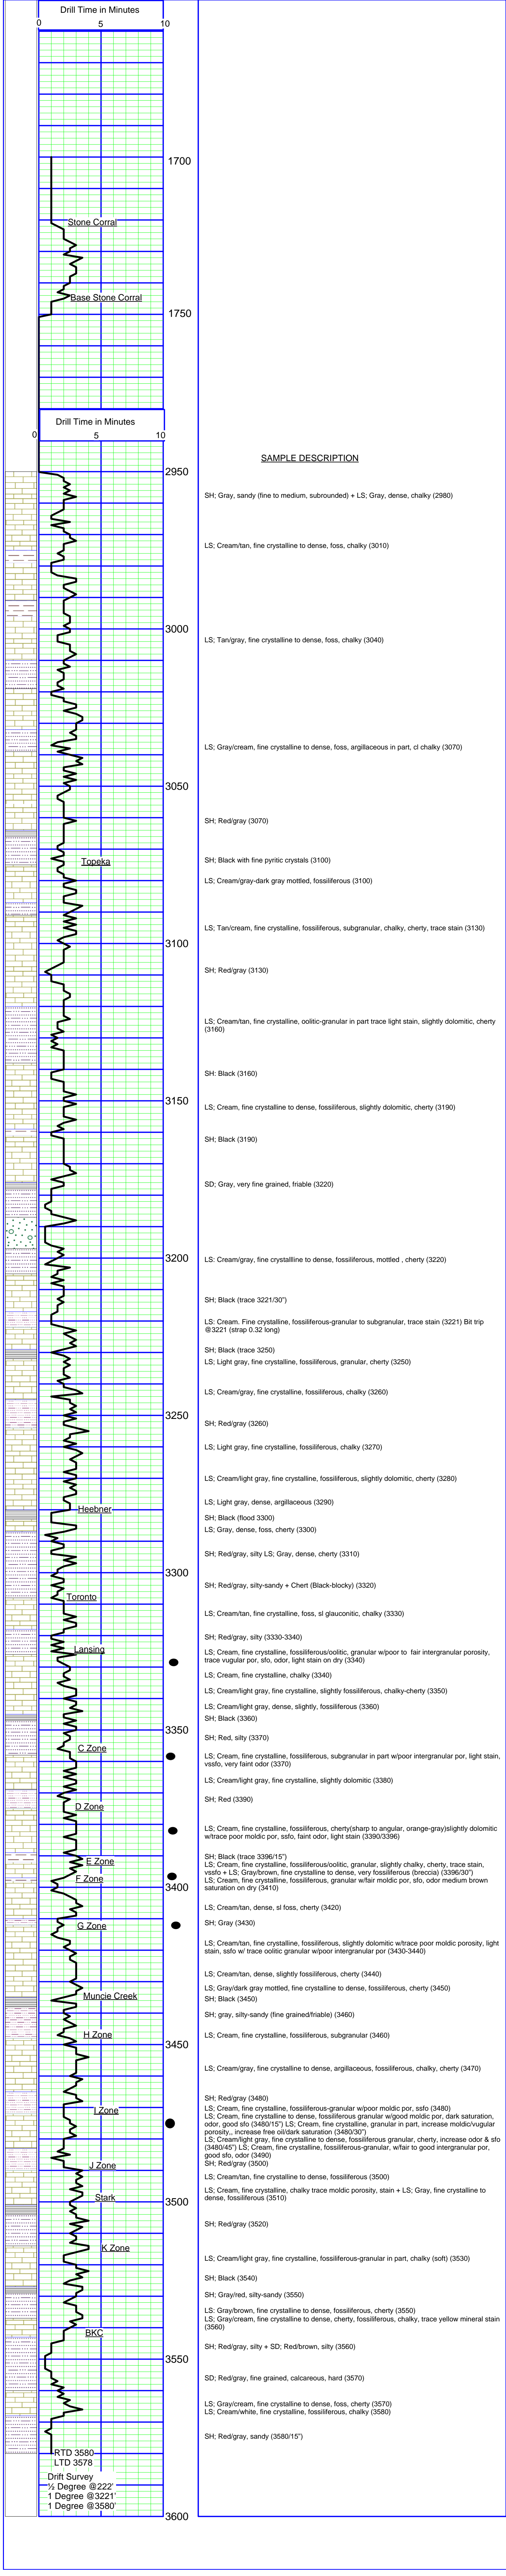 Drill Time in Minutes
0 5 10
1700
Stone Corral
Base Stone Corral
1750
Drill Time in Minutes
0 5 10
SAMPLE DESCRIPTION
2950
SH; Gray, sandy (fine to medium, subrounded) + LS; Gray, dense, chalky (2980)
LS; Cream/tan, fine crystalline to dense, foss, chalky (3010)
3000
LS; Tan/gray, fine crystalline to dense, foss, chalky (3040)
LS; Gray/cream, fine crystalline to dense, foss, argillaceous in part, cl chalky (3070)
3050
SH; Red/gray (3070)
SH; Black with fine pyritic crystals (3100)
Topeka
LS; Cream/gray-dark gray mottled, fossiliferous (3100)
LS; Tan/cream, fine crystalline, fossiliferous, subgranular, chalky, cherty, trace stain (3130)
3100
SH; Red/gray (3130)
LS; Cream/tan, fine crystalline, oolitic-granular in part trace light stain, slightly dolomitic, cherty
(3160)
SH: Black (3160)
3150
LS; Cream, fine crystalline to dense, fossiliferous, slightly dolomitic, cherty (3190)
SH; Black (3190)
SD; Gray, very fine grained, friable (3220)
3200
LS: Cream/gray, fine crystallline to dense, fossiliferous, mottled , cherty (3220)
SH; Black (trace 3221/30")
LS: Cream. Fine crystalline, fossiliferous-granular to subgranular, trace stain (3221) Bit trip
@3221 (strap 0.32 long)
SH; Black (trace 3250)
LS; Light gray, fine crystalline, fossiliferous, granular, cherty (3250)
LS; Cream/gray, fine crystalline, fossiliferous, chalky (3260)
3250
SH; Red/gray (3260)
LS; Light gray, fine crystalline, fossiliferous, chalky (3270)
LS; Cream/light gray, fine crystalline, fossiliferous, slightly dolomitic, cherty (3280)
LS; Light gray, dense, argillaceous (3290)
Heebner
SH; Black (flood 3300)
LS; Gray, dense, foss, cherty (3300)
SH; Red/gray, silty LS; Gray, dense, cherty (3310)
3300
SH; Red/gray, silty-sandy + Chert (Black-blocky) (3320)
Toronto
LS; Cream/tan, fine crystalline, foss, sl glauconitic, chalky (3330)
SH; Red/gray, silty (3330-3340)
Lansing
LS; Cream, fine crystalline, fossiliferous/oolitic, granular w/poor to fair intergranular porosity,
trace vugular por, sfo, odor, light stain on dry (3340)
LS; Cream, fine crystalline, chalky (3340)
LS; Cream/light gray, fine crystalline, slightly fossiliferous, chalky-cherty (3350)
LS; Cream/light gray, dense, slightly, fossiliferous (3360)
SH; Black (3360)
3350
SH; Red, silty (3370)
C Zone
LS; Cream, fine crystalline, fossiliferous, subgranular in part w/poor intergranular por, light stain,
vssfo, very faint odor (3370)
LS; Cream/light gray, fine crystalline, slightly dolomitic (3380)
SH; Red (3390)
D Zone
LS; Cream, fine crystalline, fossiliferous, cherty(sharp to angular, orange-gray)slightly dolomitic
w/trace poor moldic por, ssfo, faint odor, light stain (3390/3396)
SH; Black (trace 3396/15")
E Zone
LS; Cream, fine crystalline, fossiliferous/oolitic, granular, slightly chalky, cherty, trace stain,
vssfo + LS; Gray/brown, fine crystalline to dense, very fossiliferous (breccia) (3396/30")
F Zone
LS; Cream, fine crystalline, fossiliferous, granular w/fair moldic por, sfo, odor medium brown
saturation on dry (3410)
3400
LS; Cream/tan, dense, sl foss, cherty (3420)
SH; Gray (3430)
G Zone
LS; Cream/tan, fine crystalline, fossiliferous, slightly dolomitic w/trace poor moldic porosity, light
stain, ssfo w/ trace oolitic granular w/poor intergranular por (3430-3440)
LS; Cream/tan, dense, slightly fossiliferous, cherty (3440)
LS; Gray/dark gray mottled, fine crystalline to dense, fossiliferous, cherty (3450)
Muncie Creek
SH; Black (3450)
SH; gray, silty-sandy (fine grained/friable) (3460)
H Zone
LS; Cream, fine crystalline, fossiliferous, subgranular (3460)
3450
LS; Cream/gray, fine crystalline to dense, argillaceous, fossiliferous, chalky, cherty (3470)
SH; Red/gray (3480)
I Zone
LS; Cream, fine crystalline, fossiliferous-granular w/poor moldic por, ssfo (3480)
LS; Cream, fine crystalline to dense, fossiliferous granular w/good moldic por, dark saturation,
odor, good sfo (3480/15") LS; Cream, fine crystalline, granular in part, increase moldic/vugular
porosity,, increase free oil/dark saturation (3480/30")
LS; Cream/light gray, fine crystalline to dense, fossiliferous granular, cherty, increase odor & sfo
(3480/45") LS; Cream, fine crystalline, fossiliferous-granular, w/fair to good intergranular por,
good sfo, odor (3490)
J Zone
SH; Red/gray (3500)
LS; Cream/tan, fine crystalline to dense, fossiliferous (3500)
LS; Cream, fine crystalline, chalky trace moldic porosity, stain + LS; Gray, fine crystalline to
dense, fossiliferous (3510)
Stark
3500
SH; Red/gray (3520)
K Zone
LS; Cream/light gray, fine crystalline, fossiliferous-granular in part, chalky (soft) (3530)
SH; Black (3540)
SH; Gray/red, silty-sandy (3550)
LS: Gray/brown, fine crystalline to dense, fossiliferous, cherty (3550)
LS: Gray/cream, fine crystalline to dense, cherty, fossiliferous, chalky, trace yellow mineral stain
(3560)
BKC
SH; Red/gray, silty + SD; Red/brown, silty (3560)
3550
SD; Red/gray, fine grained, calcareous, hard (3570)
LS; Gray/cream, fine crystalline to dense, foss, cherty (3570)
LS; Cream/white, fine crystalline, fossiliferous, chalky (3580)
SH; Red/gray, sandy (3580/15")
RTD 3580
LTD 3578
Drift Survey
½ Degree @222'
1 Degree @3221'
1 Degree @3580'
3600